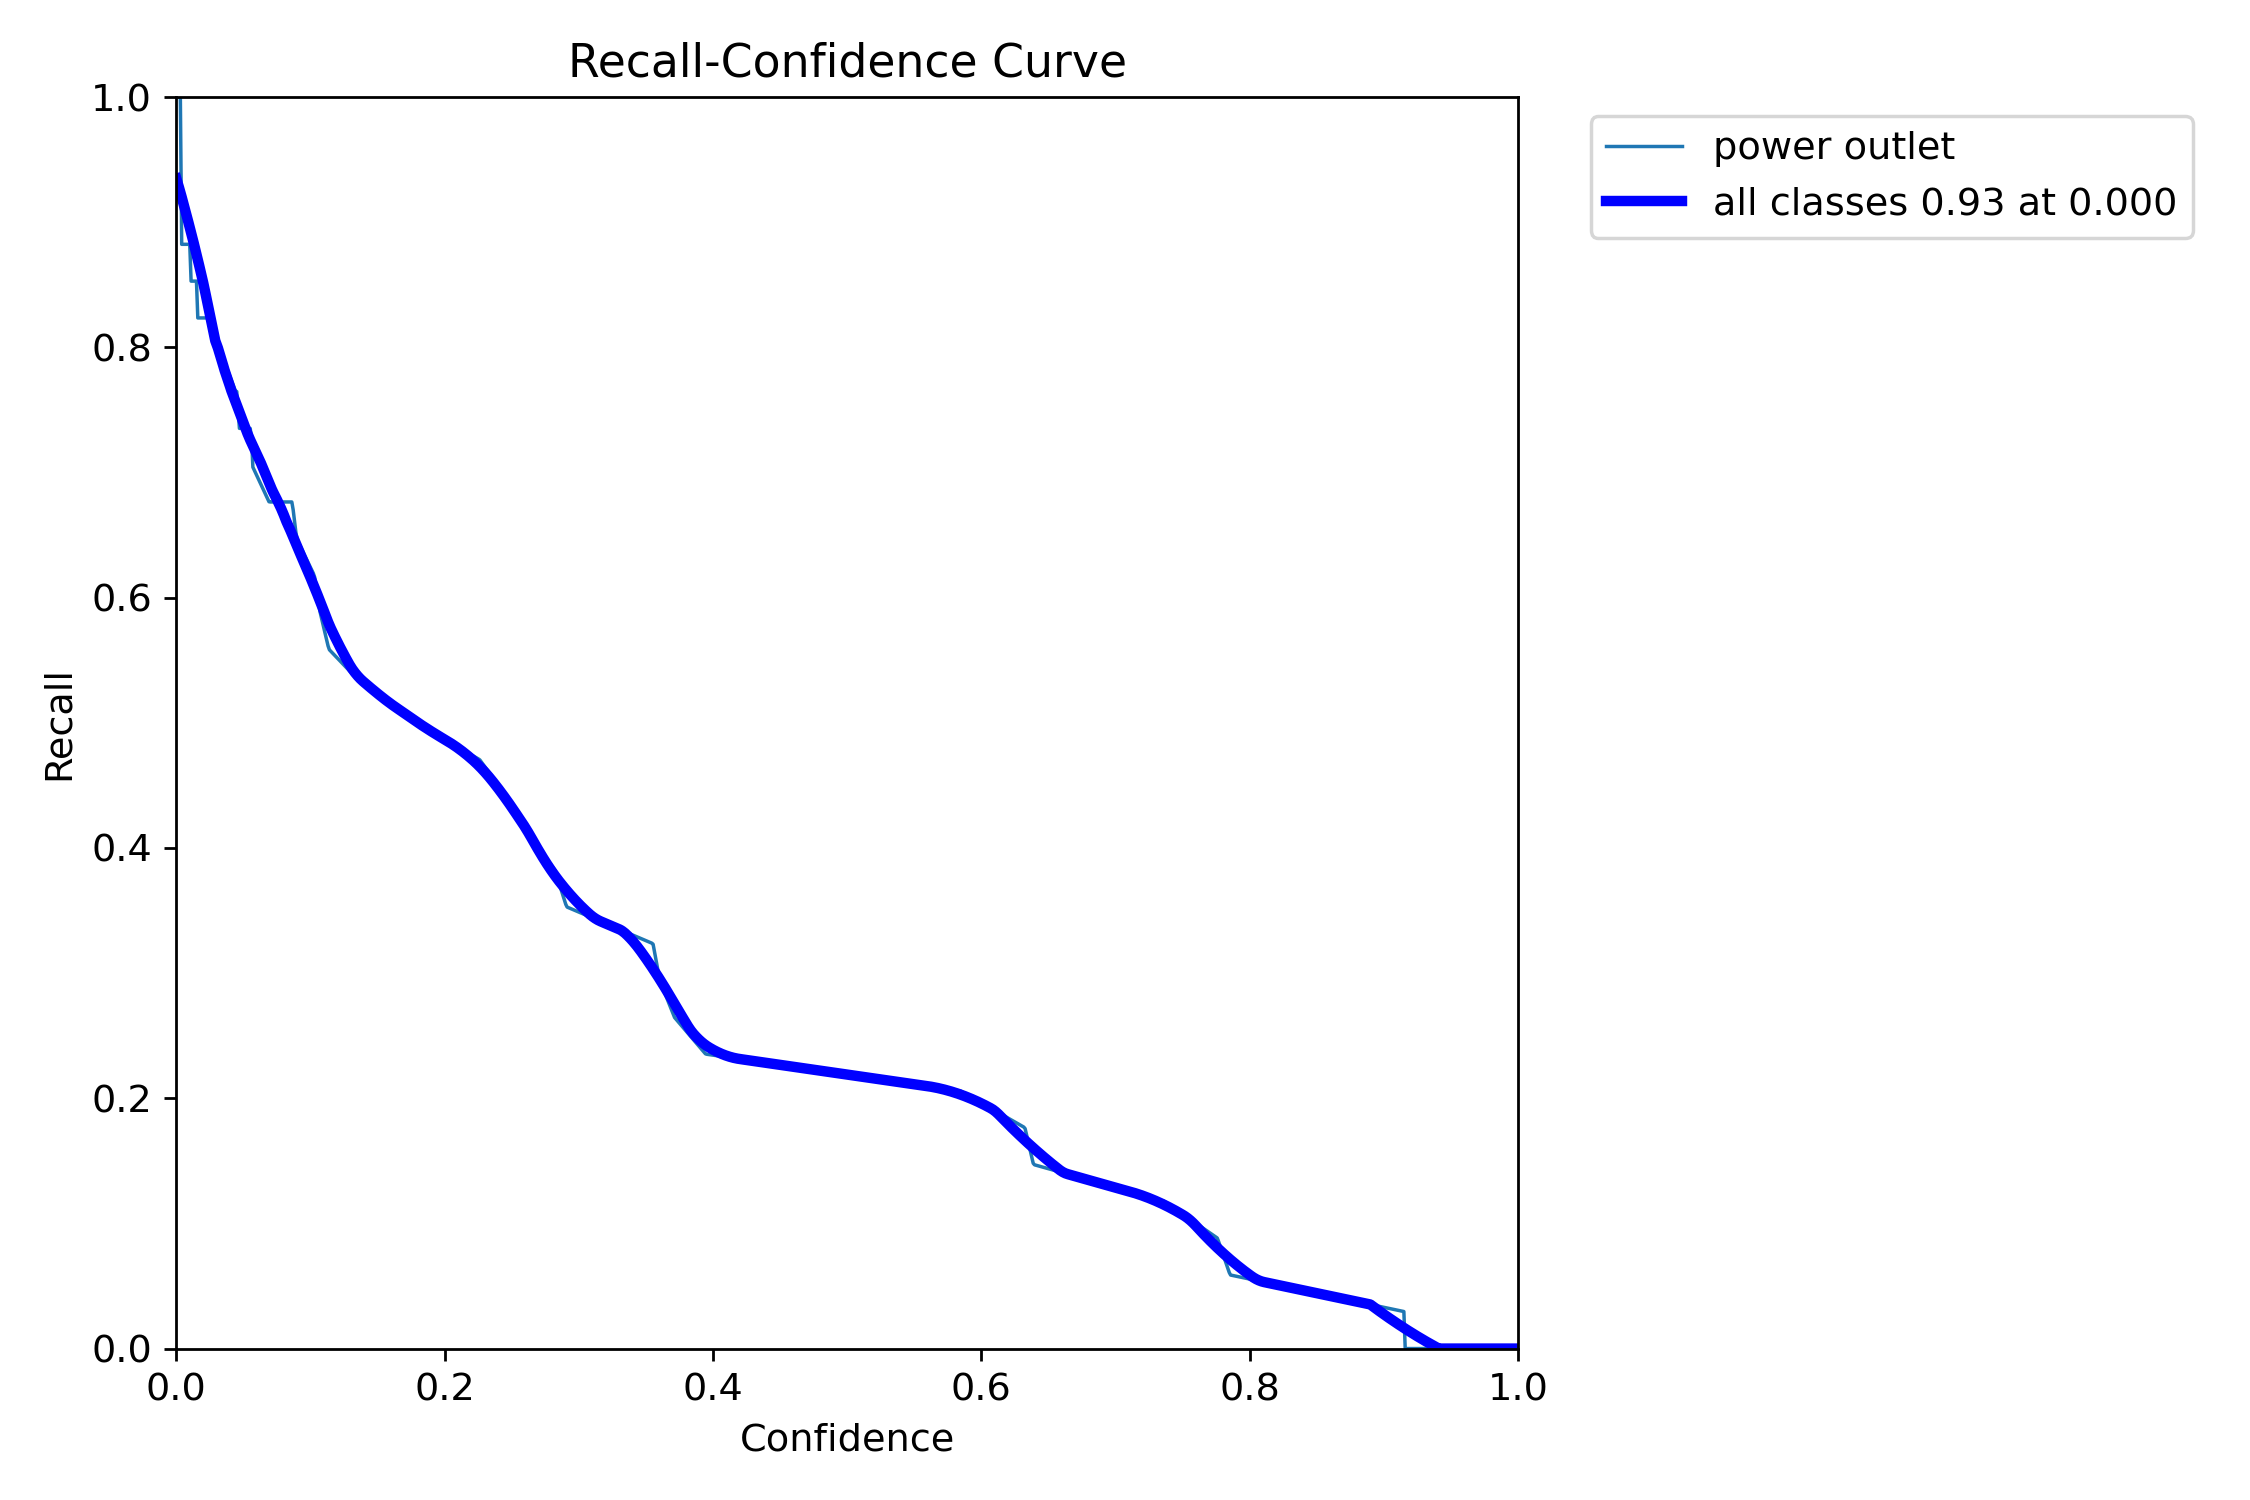 Recall-Confidence Curve
power outlet
all classes 0.93 at 0.000
1.0
0.8
0.6
0.4
0.2
0.0
Recall
0.0 0.2 0.4 0.6 0.8 1.0
Confidence